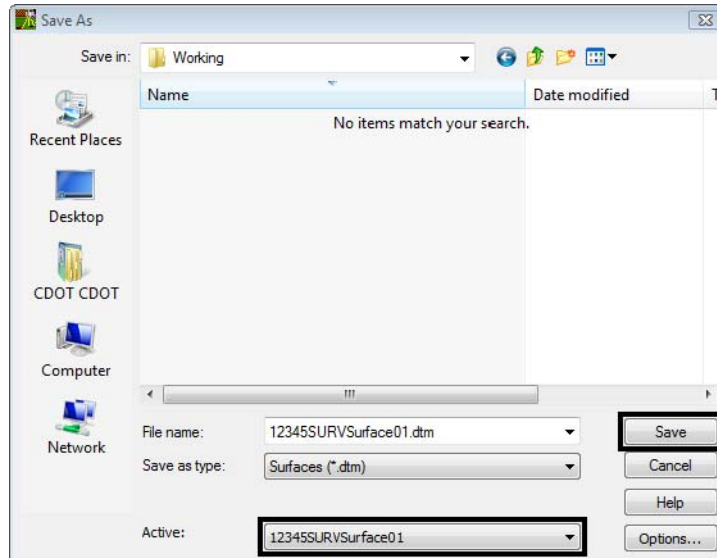 Save As
Save in: Working
Name Date modified T
No items match your search.
Recent Places
Desktop
CDOT CDOT
Computer
Network
File name: 12345SURVSurface01.dtm Save
Save as type: Surfaces (*.dtm) Cancel
Help
Active: 12345SURVSurface01 Options...